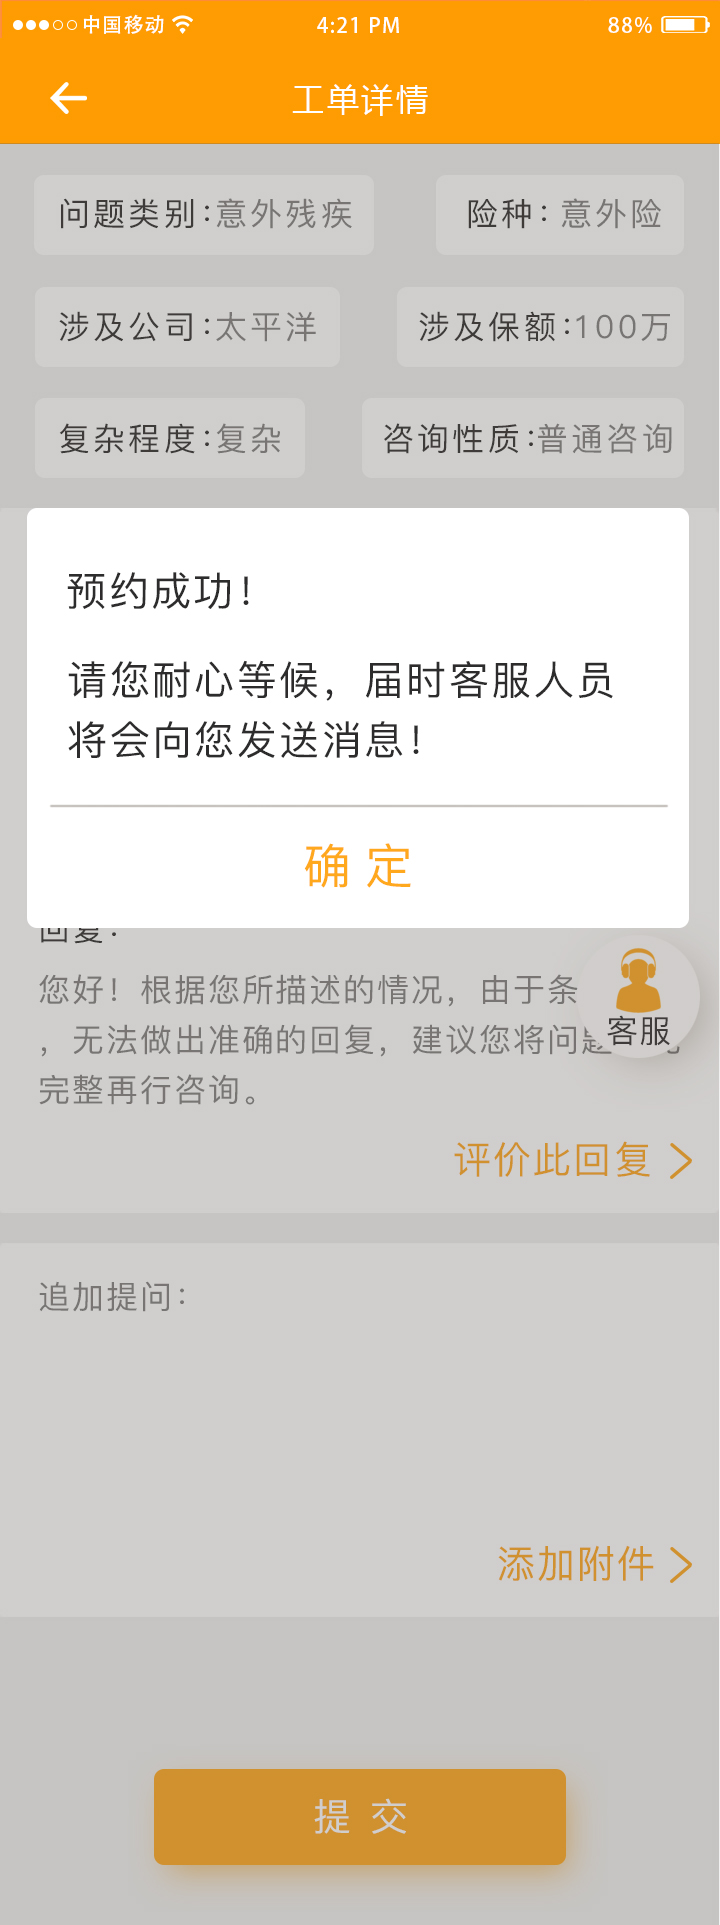 中国移动 4:21 PM 88%
工单详情
问题类别:意外残疾 险种: 意外险
涉及公司:太平洋 涉及保额:100万
复杂程度:复杂 咨询性质:普通咨询
预约成功!
请您耐心等候，届时客服人员
将会向您发送消息!
确 定
回复:
您好! 根据您所描述的情况，由于条
，无法做出准确的回复，建议您将问题
客服
完整再行咨询。
评价此回复
追加提问:
添加附件
提 交